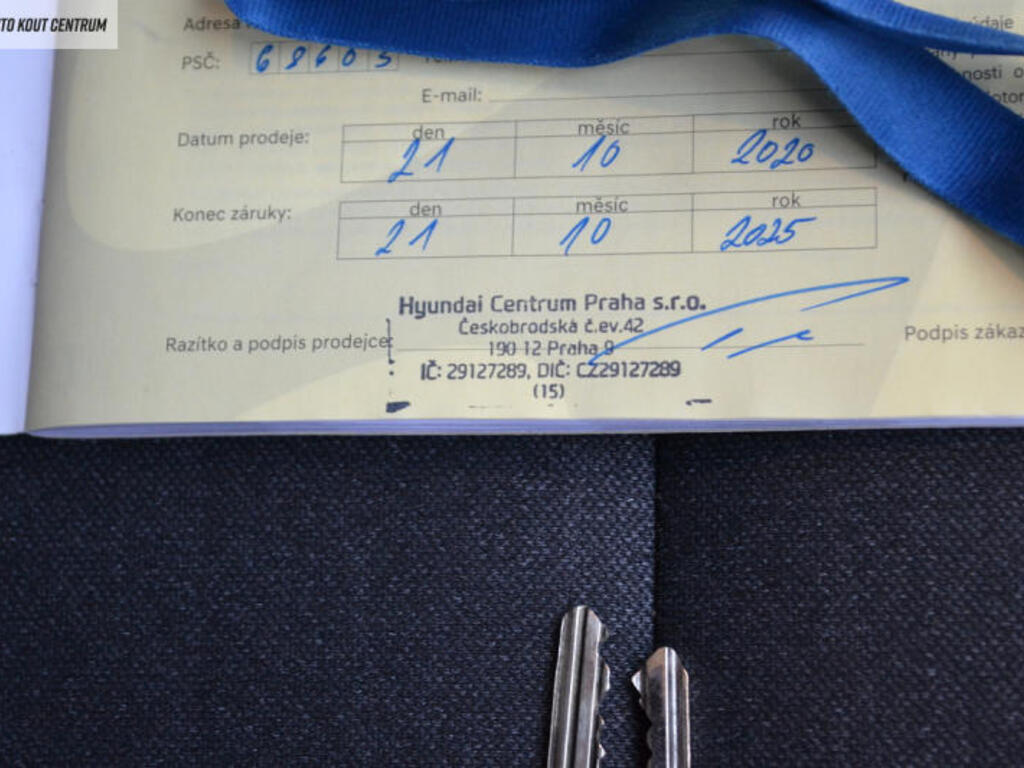 TO KOUT CENTRUM
Adresa
PSČ: 68605
E-mail:
Datum prodeje: den 21 měsíc 10 rok 2020
Konec záruky: den 21 měsíc 10 rok 2025
Hyundai Centrum Praha s.r.o.
Českobrodská č.ev.42
Razítko a podpis prodejce
190 12 Praha 9
Podpis zákaz
IČ: 29127289, DIČ: CZ29127289
(15)